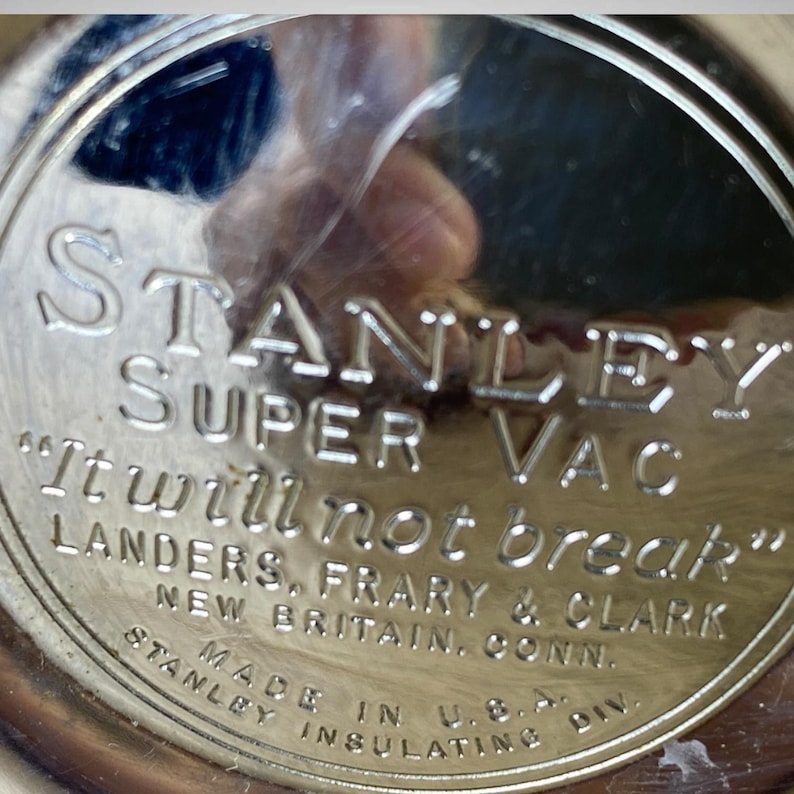 STANLEY
SUPER VAC
"It will not break"
LANDERS, FRARY & CLARK
NEW BRITAIN, CONN.
MADE IN U.S.A.
STANLEY INSULATING DIV.